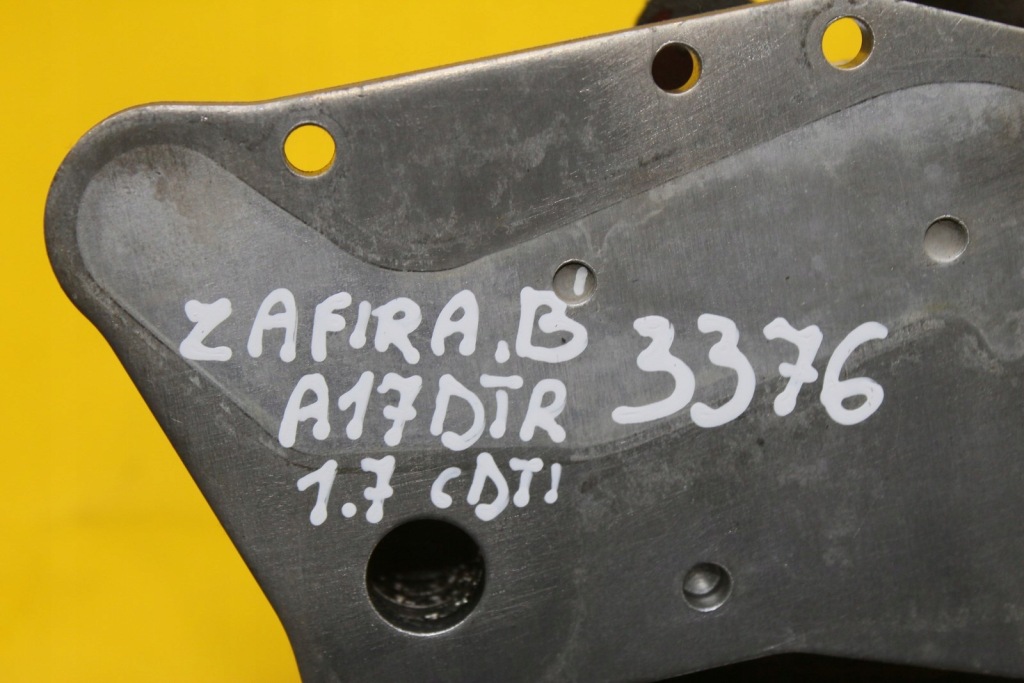 ZAFIRA.B'
3376
A17DTR
1.7 CDTI